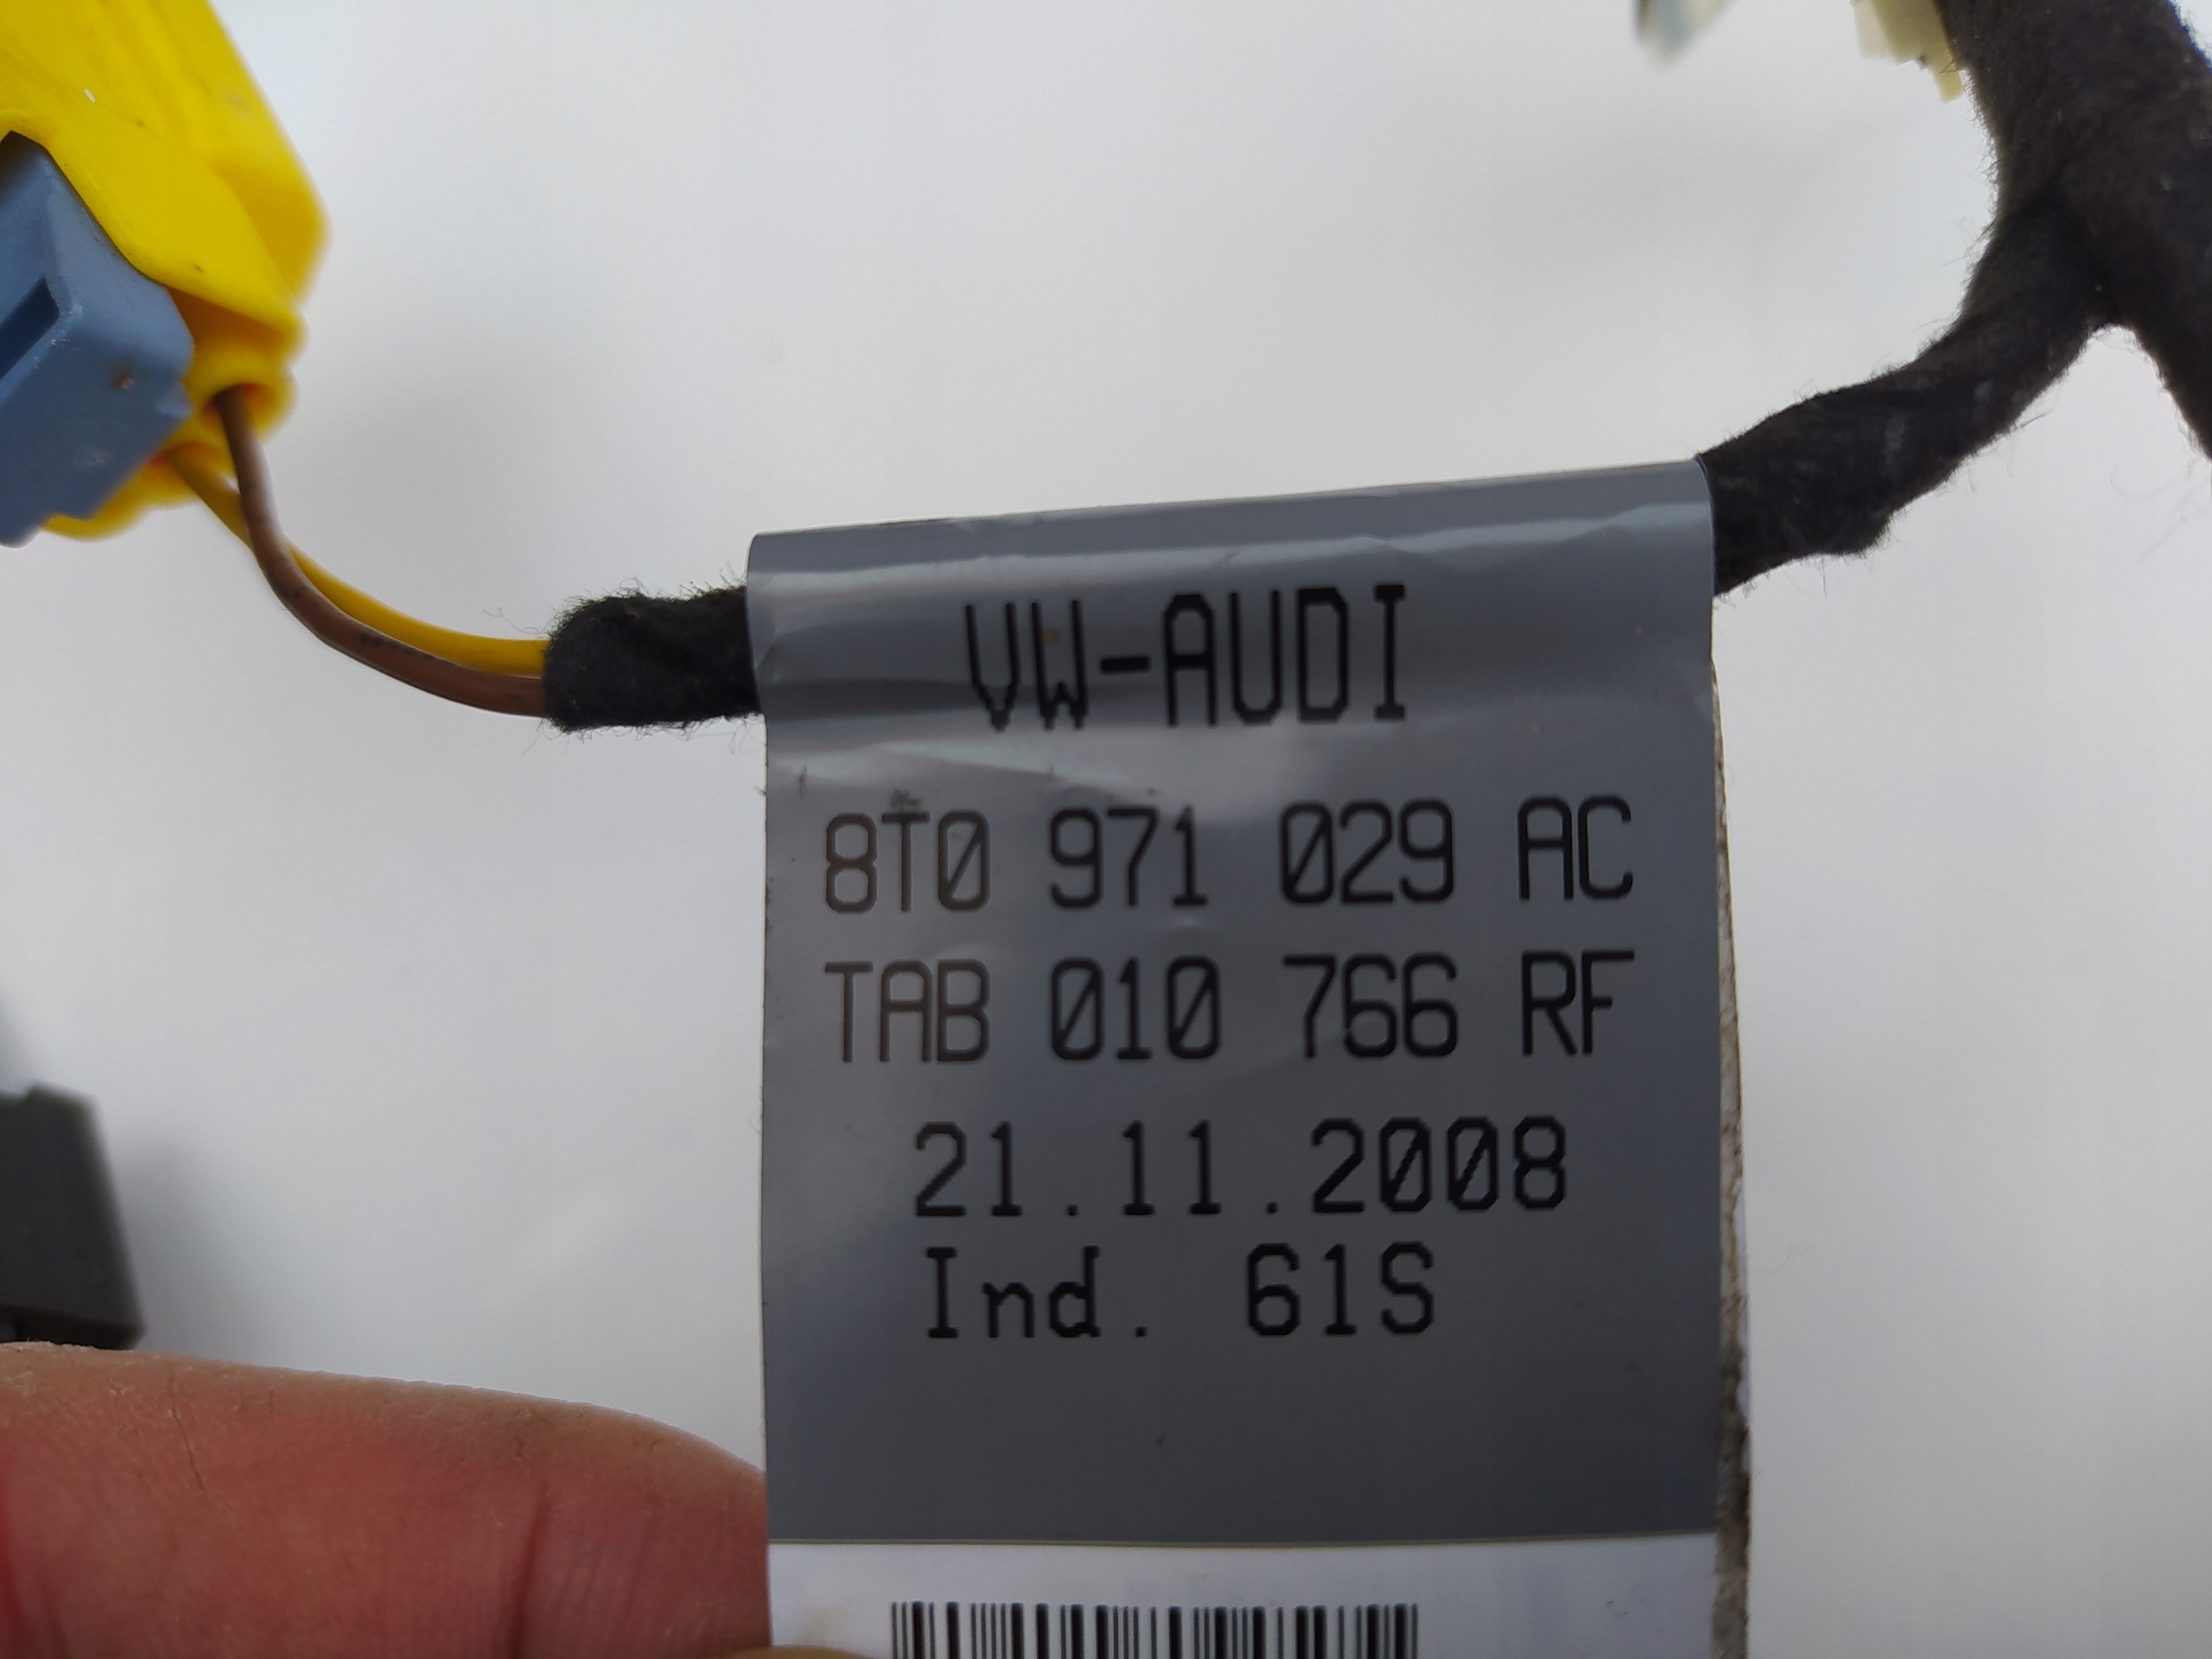 VW-AUDI
8T0 971 029 AC
TAB 010 766 RF
21.11.2008
Ind. 61S